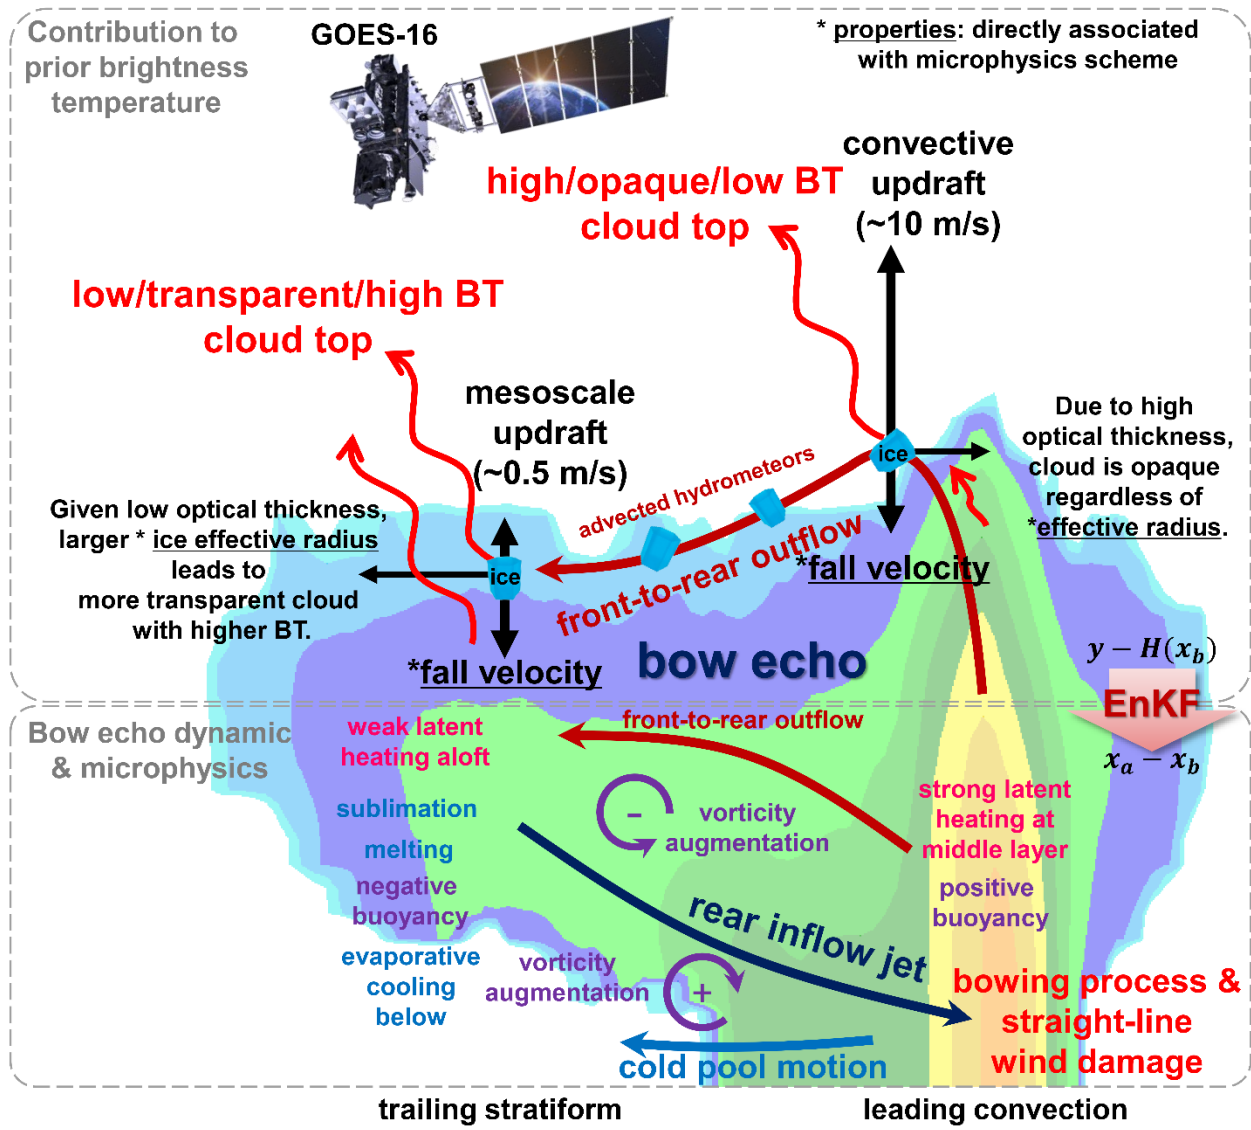 Contribution to
prior brightness
temperature
GOES-16
* properties: directly associated
with microphysics scheme
convective
updraft
(~10 m/s)
high/opaque/low BT
cloud top
low/transparent/high BT
cloud top
mesoscale
updraft
(~0.5 m/s)
Due to high
optical thickness,
cloud is opaque
regardless of
*effective radius.
Given low optical thickness,
larger * ice effective radius
leads to
more transparent cloud
with higher BT.
ice
advected hydrometeors
front-to-rear outflow
ice
*fall velocity
*fall velocity
bow echo
y − H(x_b)
EnKF
x_a − x_b
Bow echo dynamic
& microphysics
weak latent
heating aloft
front-to-rear outflow
sublimation
melting
negative
buoyancy
evaporative
cooling
below
-
vorticity
augmentation
strong latent
heating at
middle layer
positive
buoyancy
rear inflow jet
vorticity
augmentation
+
bowing process &
straight-line
wind damage
cold pool motion
trailing stratiform
leading convection